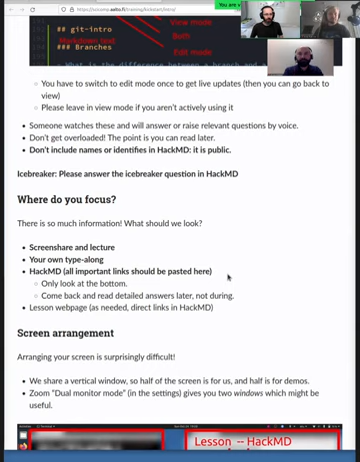 https://scicomp.aalto.fi/training/kickstart/intro/
You are v
View mode
## git-intro
Both
### Branches
Edit mode
◦ You have to switch to edit mode once to get live updates (then you can go back to
view)
◦ Please leave in view mode if you aren't actively using it
• Someone watches these and will answer or raise relevant questions by voice.
• Don't get overloaded! The point is you can read later.
• Don't include names or identifies in HackMD: it is public.
Icebreaker: Please answer the icebreaker question in HackMD
Where do you focus?
There is so much information! What should we look?
• Screenshare and lecture
• Your own type-along
• HackMD (all important links should be pasted here)
◦ Only look at the bottom.
◦ Come back and read detailed answers later, not during.
• Lesson webpage (as needed, direct links in HackMD)
Screen arrangement
Arranging your screen is surprisingly difficult!
• We share a vertical window, so half of the screen is for us, and half is for demos.
• Zoom "Dual monitor mode" (in the settings) gives you two windows which might be
useful.
Lesson -- HackMD